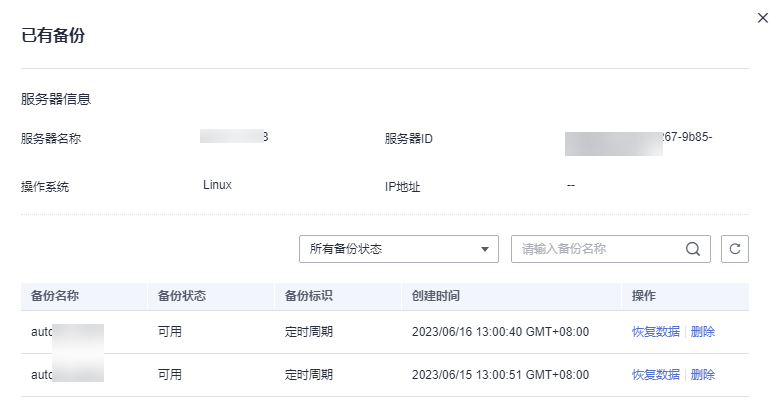 已有备份
服务器信息
服务器名称 3 服务器ID 267-9b85-
操作系统 Linux IP地址 --
所有备份状态 请输入备份名称
备份名称 备份状态 备份标识 创建时间 操作
auto 可用 定时周期 2023/06/16 13:00:40 GMT+08:00 恢复数据 删除
auto 可用 定时周期 2023/06/15 13:00:51 GMT+08:00 恢复数据 删除